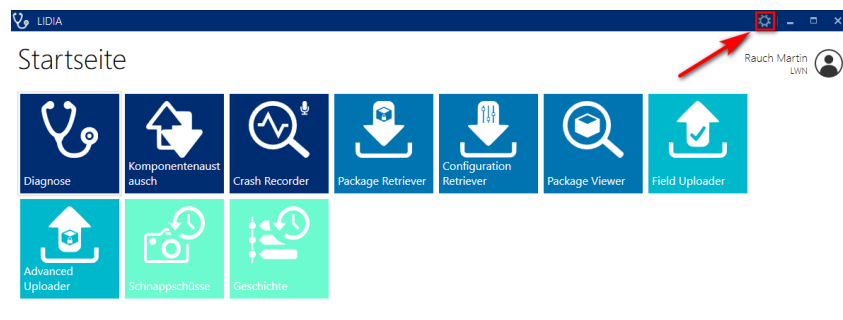 LIDIA
Startseite
Rauch Martin
LWN
Diagnose
Komponentenaust
ausch
Crash Recorder
Package Retriever
Configuration
Retriever
Package Viewer
Field Uploader
Advanced
Uploader
Schnappschüsse
Geschichte